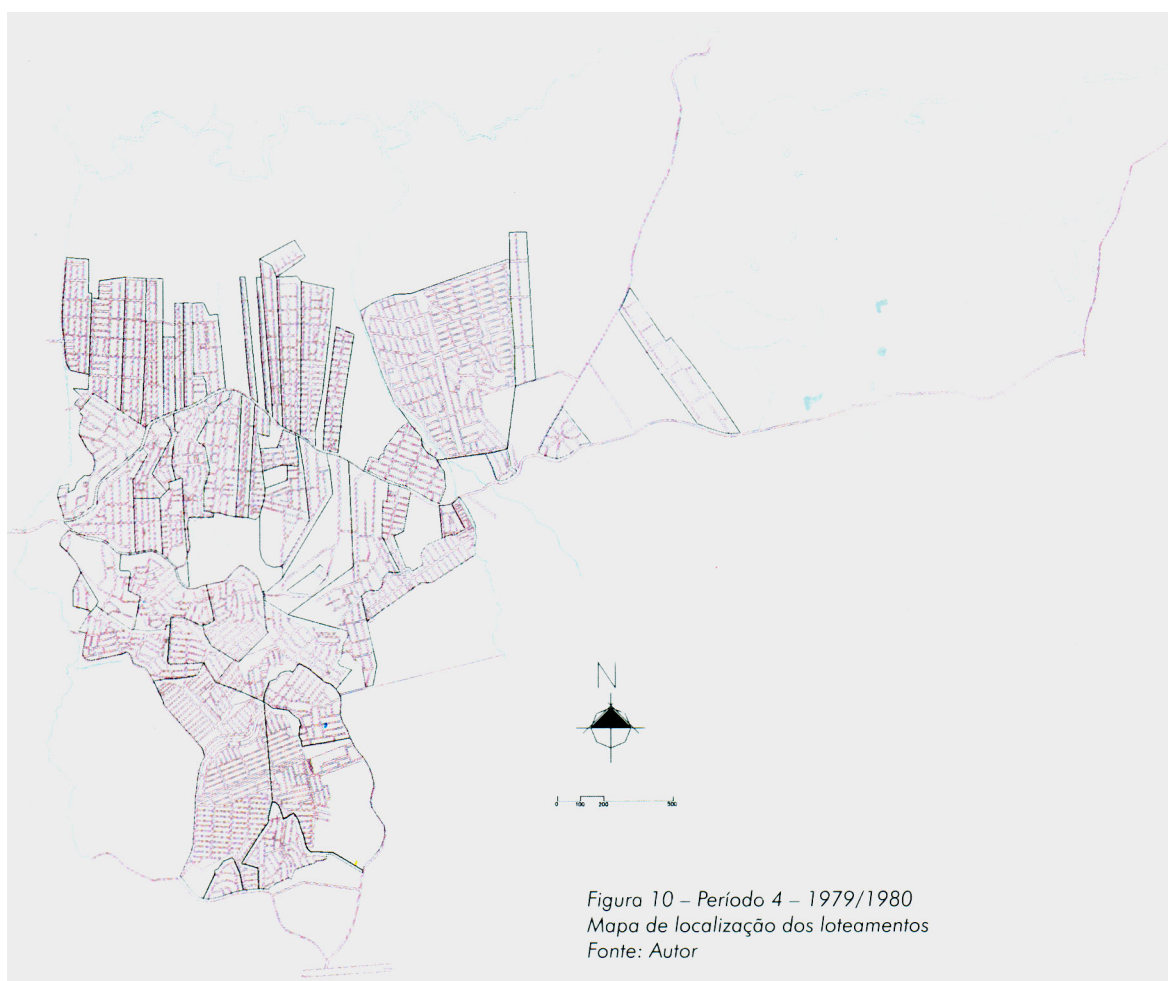 N
0 100 200 500
Figura 10 – Período 4 – 1979/1980
Mapa de localização dos loteamentos
Fonte: Autor